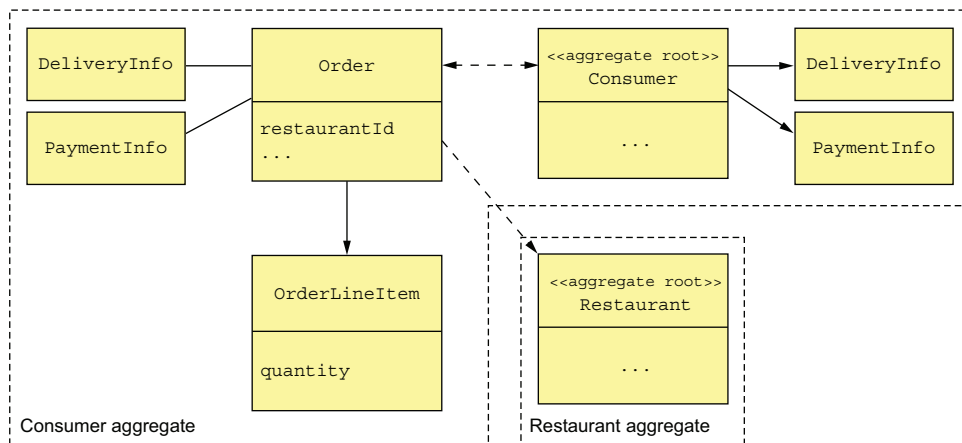 DeliveryInfo
PaymentInfo
Order
restaurantId
...
<<aggregate root>>
Consumer
...
DeliveryInfo
PaymentInfo
OrderLineItem
quantity
<<aggregate root>>
Restaurant
...
Consumer aggregate
Restaurant aggregate